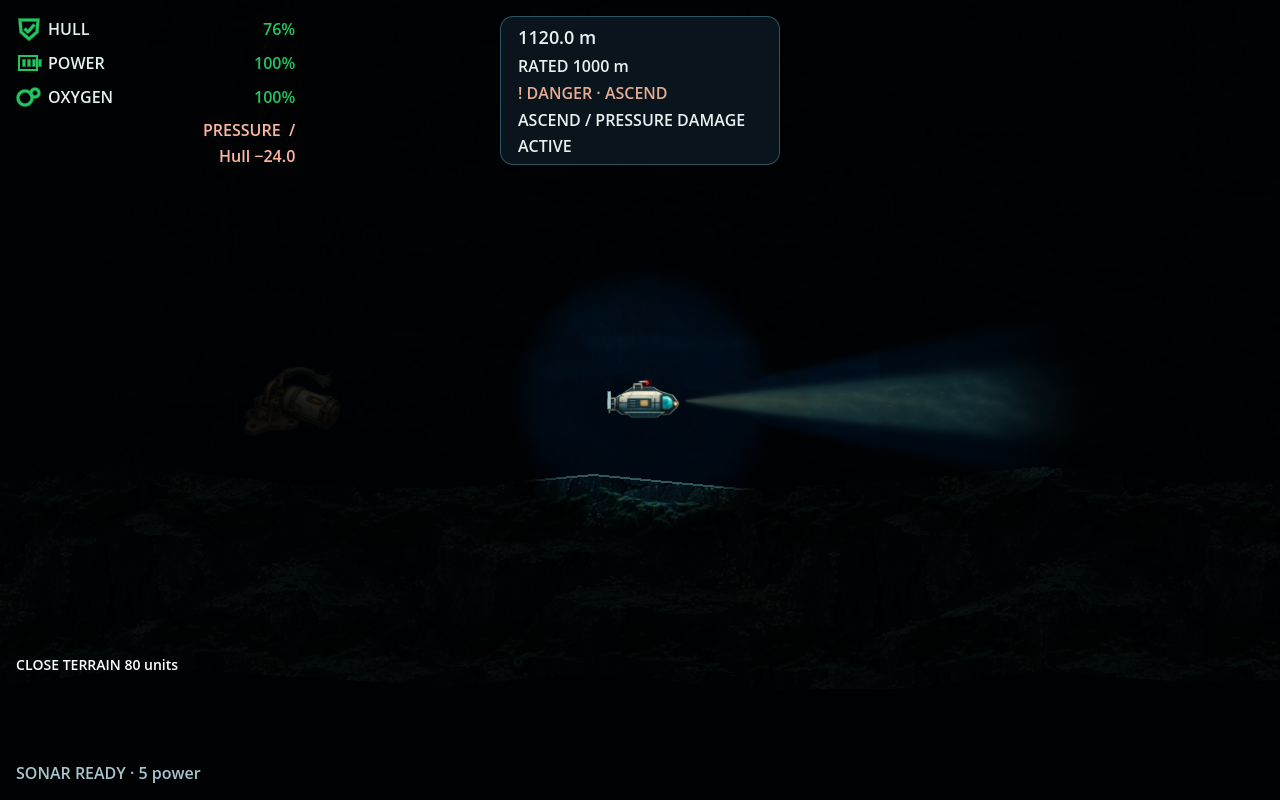 HULL 76%
POWER 100%
OXYGEN 100%
PRESSURE /
Hull −24.0
1120.0 m
RATED 1000 m
! DANGER · ASCEND
ASCEND / PRESSURE DAMAGE
ACTIVE
CLOSE TERRAIN 80 units
SONAR READY · 5 power